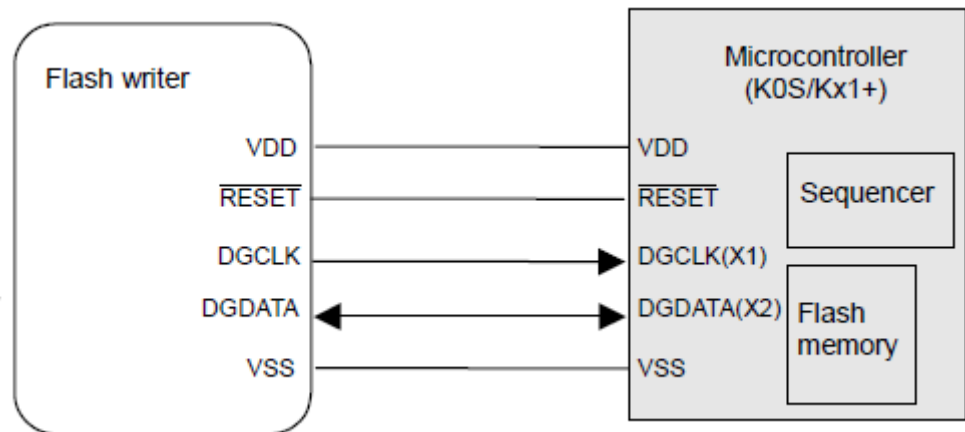 Flash writer
VDD
RESET
DGCLK
DGDATA
VSS
Microcontroller
(K0S/Kx1+)
VDD
RESET
DGCLK(X1)
DGDATA(X2)
VSS
Sequencer
Flash
memory